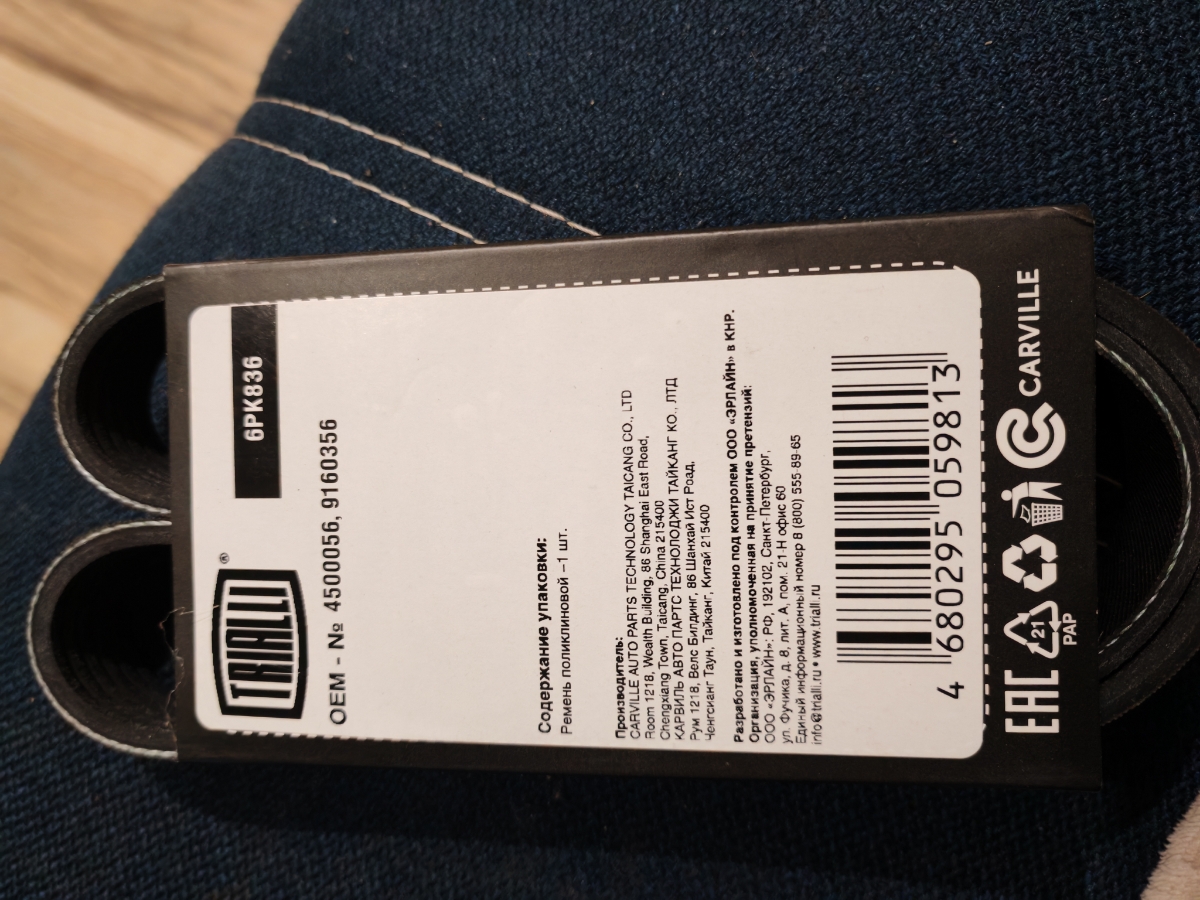 TRIALLI®
6PK836
OEM - № 4500056, 9160356
Содержание упаковки:
Ремень поликлиновой –1 шт.
Производитель:
CARVILLE AUTO PARTS TECHNOLOGY TAICANG CO., LTD
Room 1218, Wealth Building, 86 Shanghai East Road,
Chengxiang Town, Taicang, China 215400
КАРВИЛЬ АВТО ПАРТС ТЕХНОЛОДЖИ ТАЙКАНГ КО., ЛТД
Рум 1218, Велс Билдинг, 86 Шанхай Ист Роад,
Ченгсианг Таун, Тайканг, Китай 215400
Разработано и изготовлено под контролем ООО «ЭРЛАЙН» в КНР.
Организация, уполномоченная на принятие претензий:
ООО «ЭРЛАЙН»: РФ, 192102, Санкт-Петербург,
ул. Фучика, д. 8, лит. А, пом. 21-Н офис 60
Единый информационный номер 8 (800) 555-89-65
info@trialli.ru • www.trialli.ru
4 680295 059813
EAC
21
PAP
CARVILLE